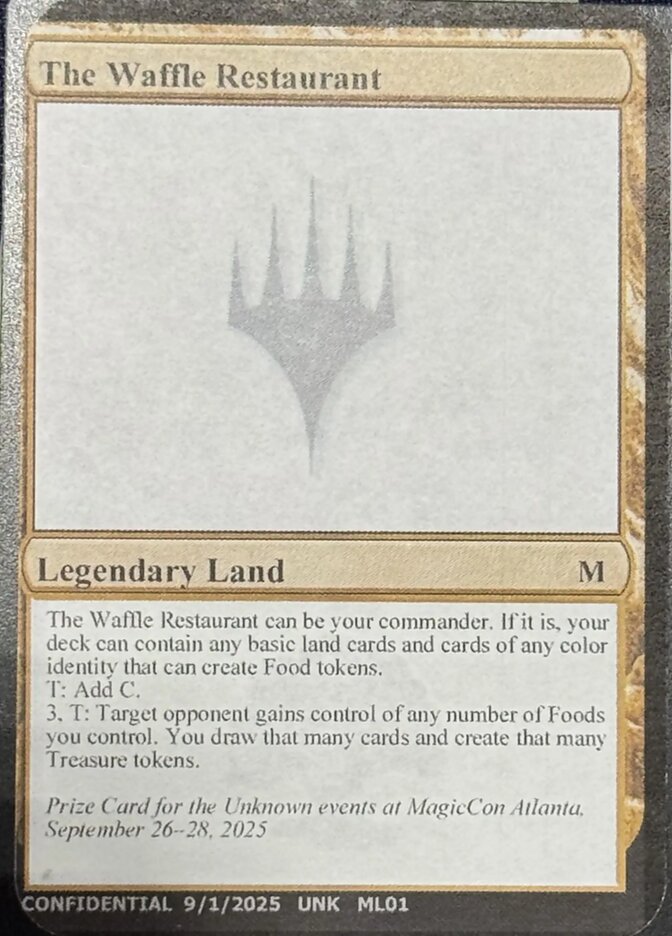 The Waffle Restaurant
Legendary Land M
The Waffle Restaurant can be your commander. If it is, your
deck can contain any basic land cards and cards of any color
identity that can create Food tokens.
T: Add C.
3, T: Target opponent gains control of any number of Foods
you control. You draw that many cards and create that many
Treasure tokens.
Prize Card for the Unknown events at MagicCon Atlanta,
September 26--28, 2025
CONFIDENTIAL 9/1/2025 UNK ML01